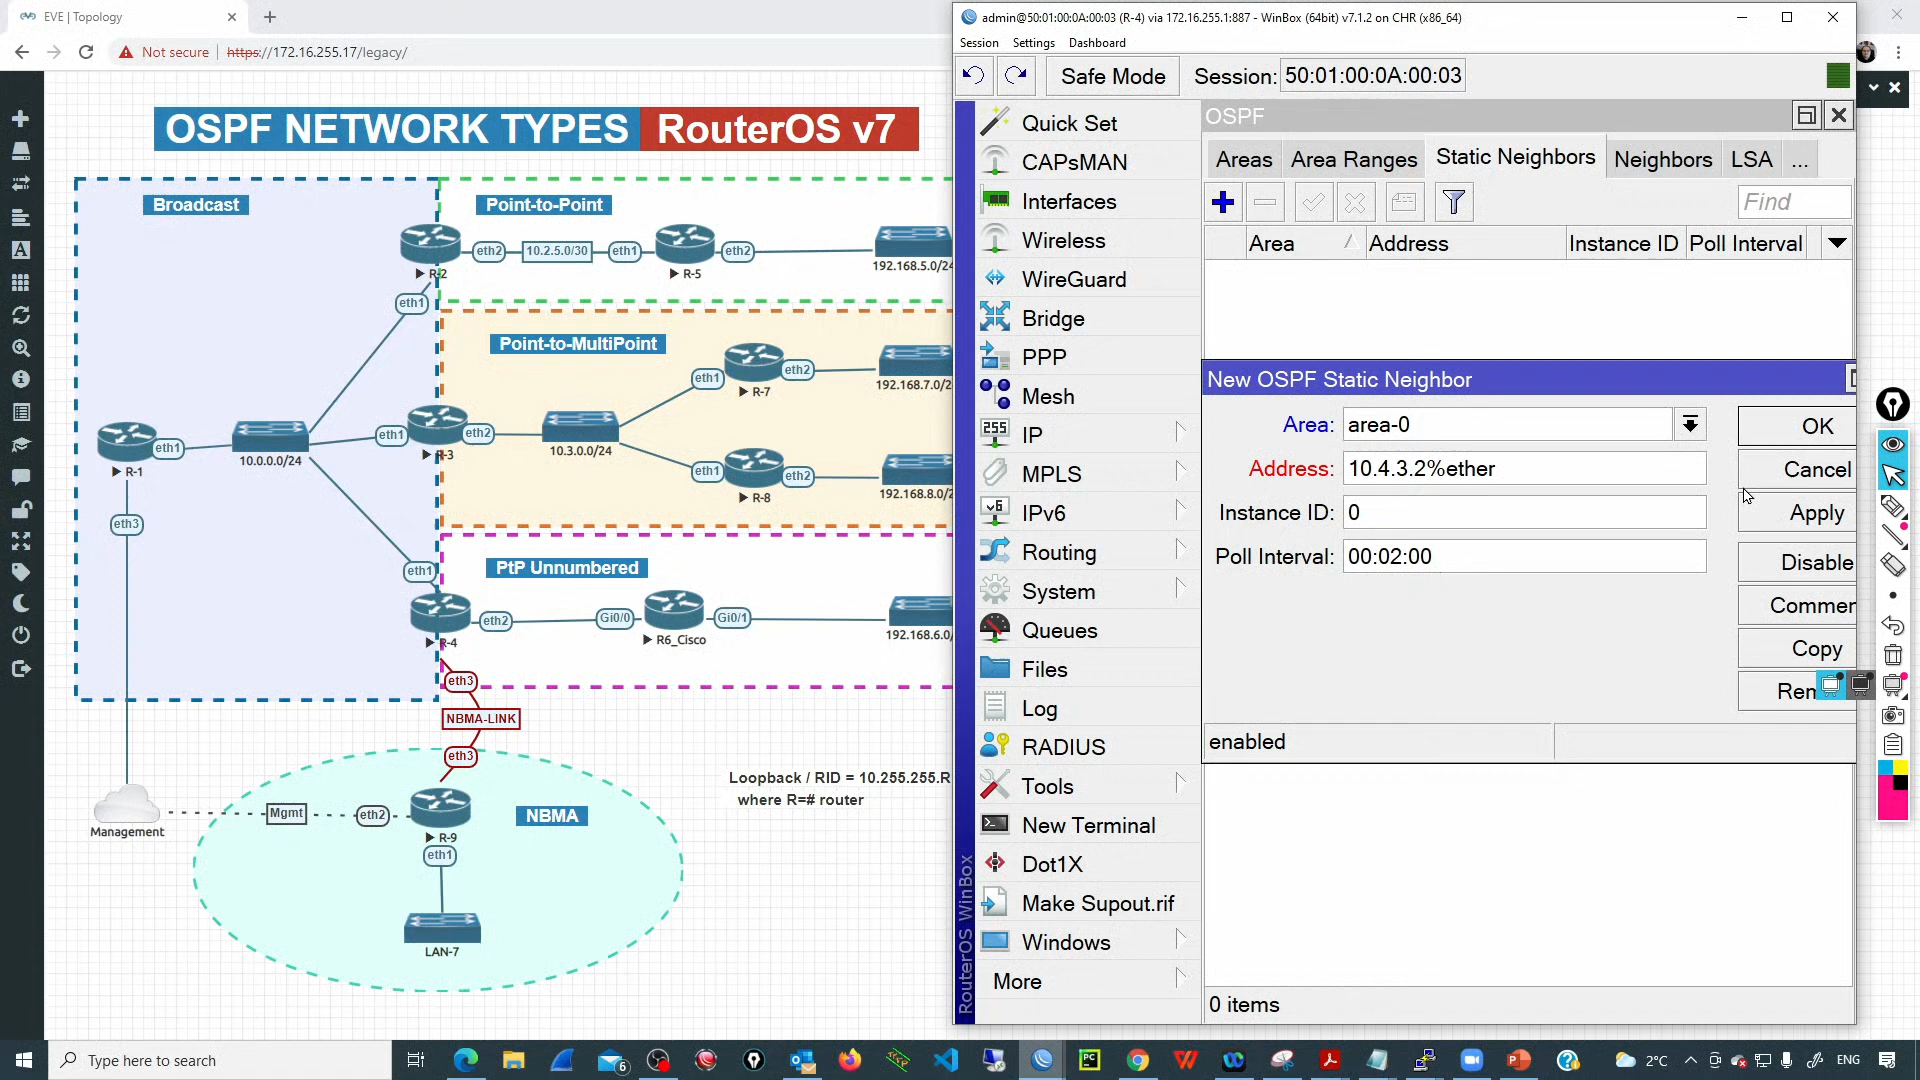 EVE | Topology
Not secure
https://172.16.255.17/legacy/
OSPF NETWORK TYPES RouterOS v7
Broadcast
Point-to-Point
eth2
10.2.5.0/30
eth1
eth2
R-2
R-5
192.168.5.0/24
eth1
Point-to-MultiPoint
eth1
eth2
R-7
192.168.7.0/2
eth1
R-3
eth2
10.3.0.0/24
R-1
eth1
10.0.0.0/24
eth1
eth2
R-8
192.168.8.0/2
eth3
PtP Unnumbered
eth1
R-4
eth2
Gi0/0
R6_Cisco
Gi0/1
192.168.6.0/
eth3
NBMA-LINK
eth3
Loopback / RID = 10.255.255.R
where R=# router
Management
Mgmt
eth2
R-9
NBMA
eth1
LAN-7
admin@50:01:00:0A:00:03 (R-4) via 172.16.255.1:887 - WinBox (64bit) v7.1.2 on CHR (x86_64)
Session Settings Dashboard
Safe Mode
Session: 50:01:00:0A:00:03
RouterOS WinBox
Quick Set
CAPsMAN
Interfaces
Wireless
WireGuard
Bridge
PPP
Mesh
255
IP
MPLS
v6
IPv6
Routing
System
Queues
Files
Log
RADIUS
Tools
New Terminal
Dot1X
Make Supout.rif
Windows
More
OSPF
Areas
Area Ranges
Static Neighbors
Neighbors
LSA
...
Find
Area
Address
Instance ID
Poll Interval
New OSPF Static Neighbor
Area: area-0
Address: 10.4.3.2%ether
Instance ID: 0
Poll Interval: 00:02:00
OK
Cancel
Apply
Disable
Commen
Copy
Rem
enabled
0 items
Type here to search
6
PC
2°C
ENG